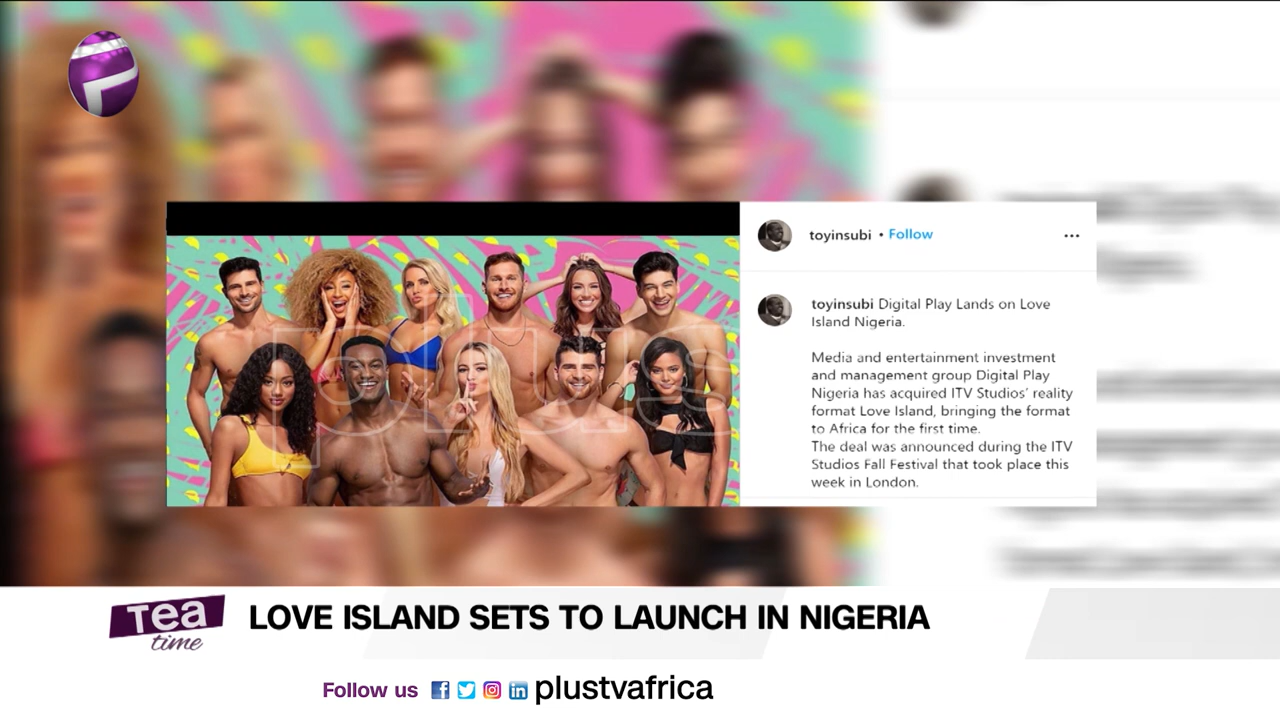 toyinsubi • Follow
toyinsubi Digital Play Lands on Love
Island Nigeria.
Media and entertainment investment
and management group Digital Play
Nigeria has acquired ITV Studios' reality
format Love Island, bringing the format
to Africa for the first time.
The deal was announced during the ITV
Studios Fall Festival that took place this
week in London.
plus
Tea
time
LOVE ISLAND SETS TO LAUNCH IN NIGERIA
Follow us
plustvafrica